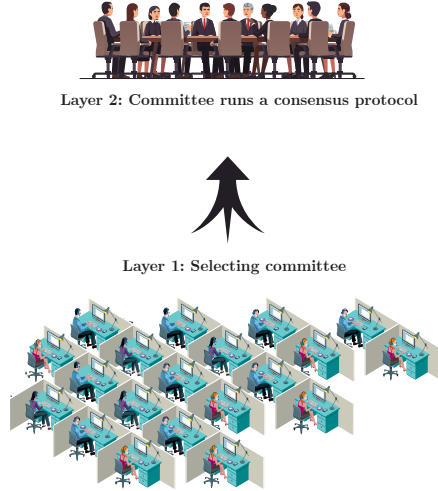 Layer 2: Committee runs a consensus protocol
Layer 1: Selecting committee